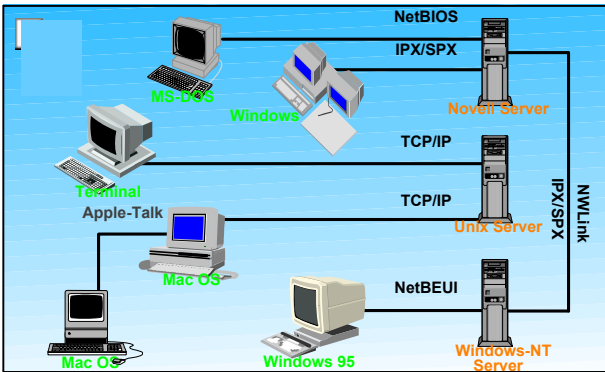 NetBIOS
IPX/SPX
MS-DOS
Windows
Novell Server
TCP/IP
Terminal
Apple-Talk
TCP/IP
Unix Server
NWLink
IPX/SPX
Mac OS
NetBEUI
Mac OS
Windows 95
Windows-NT
Server